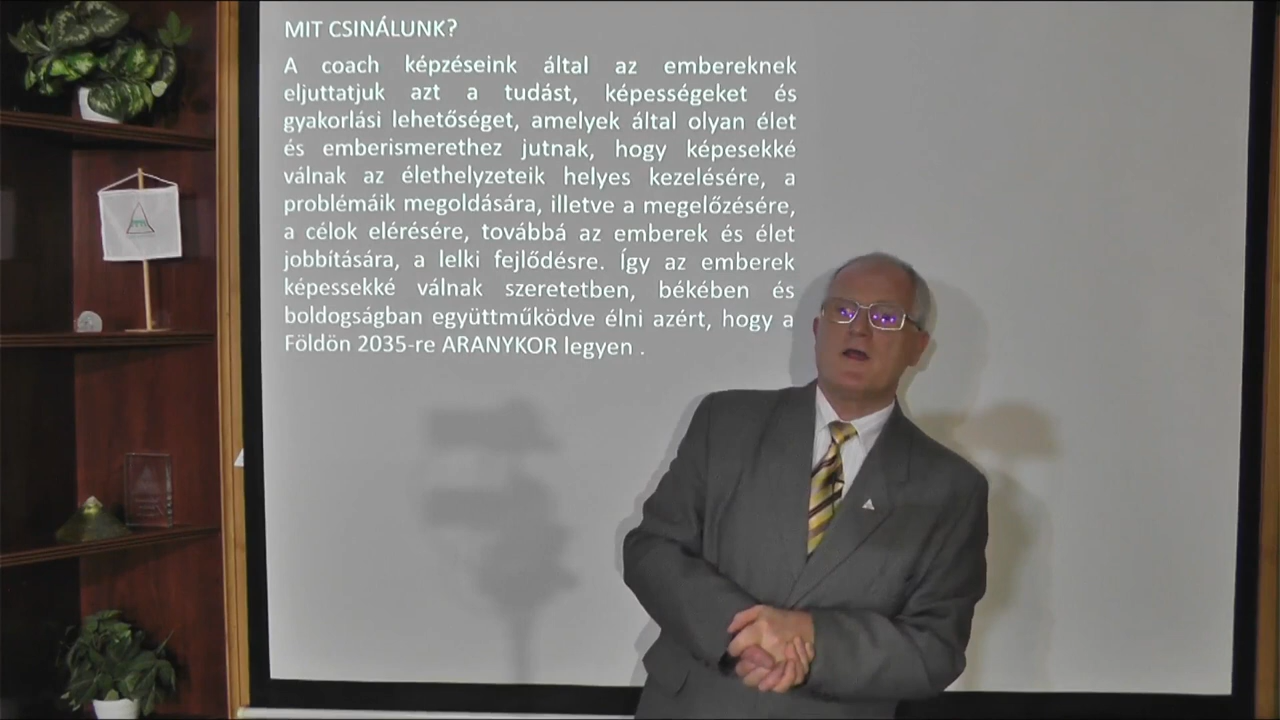 MIT CSINÁLUNK?
A coach képzéseink által az embereknek
eljuttatjuk azt a tudást, képességeket és
gyakorlási lehetőséget, amelyek által olyan élet
és emberismerethez jutnak, hogy képesekké
válnak az élethelyzeteik helyes kezelésére, a
problémáik megoldására, illetve a megelőzésére,
a célok elérésére, továbbá az emberek és élet
jobbítására, a lelki fejlődésre. Így az emberek
képessekké válnak szeretetben, békében és
boldogságban együttműködve élni azért, hogy a
Földön 2035-re ARANYKOR legyen .